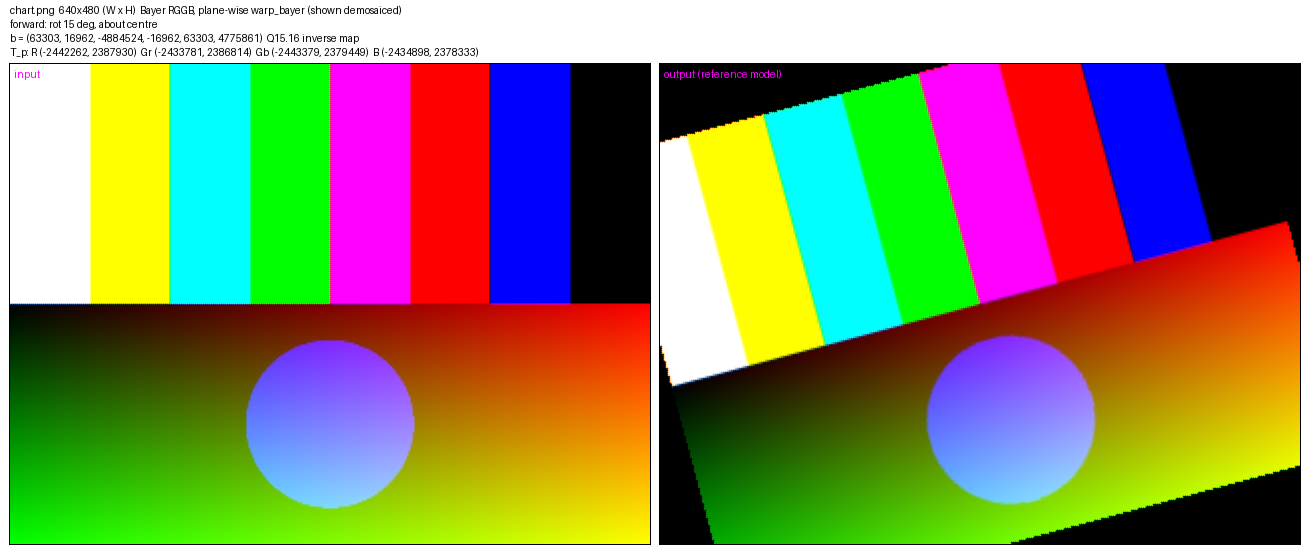 chart.png  640x480 (W x H)  Bayer RGGB, plane-wise warp_bayer (shown demosaiced)
forward: rot 15 deg, about centre
b = (63303, 16962, -4884524, -16962, 63303, 4775861)  Q15.16 inverse map
T_p: R (-2442262, 2387930)  Gr (-2433781, 2386814)  Gb (-2443379, 2379449)  B (-2434898, 2378333)
input
output (reference model)